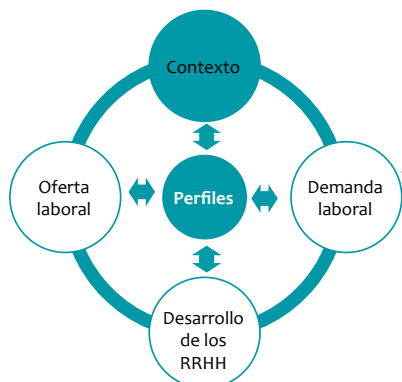 Contexto
Oferta
laboral
Perfiles
Demanda
laboral
Desarrollo
de los
RRHH